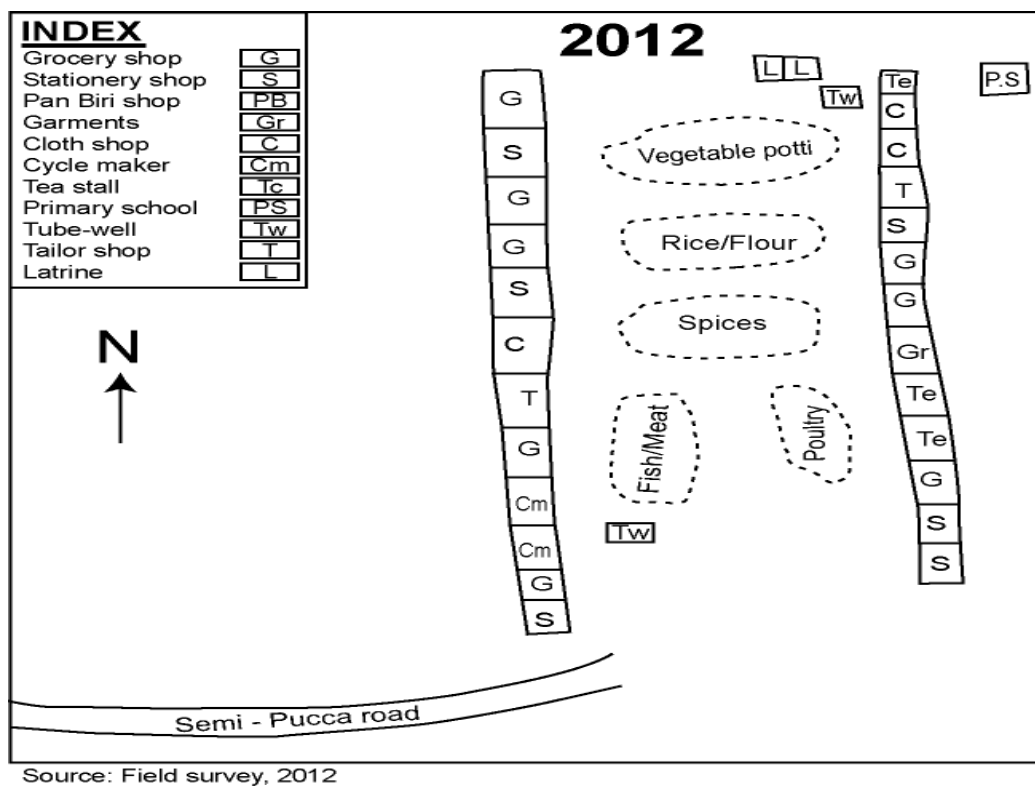 INDEX
Grocery shop G
Stationery shop S
Pan Biri shop PB
Garments Gr
Cloth shop C
Cycle maker Cm
Tea stall Tc
Primary school PS
Tube-well Tw
Tailor shop T
Latrine L
2012
L L
Tw
P.S
G
S
G
G
S
C
T
G
Cm
Cm
G
S
Vegetable potti
Rice/Flour
Spices
Fish/Meat
Poultry
Tw
Te
C
C
T
S
G
G
Gr
Te
Te
G
S
S
N
Semi - Pucca road
Source: Field survey, 2012